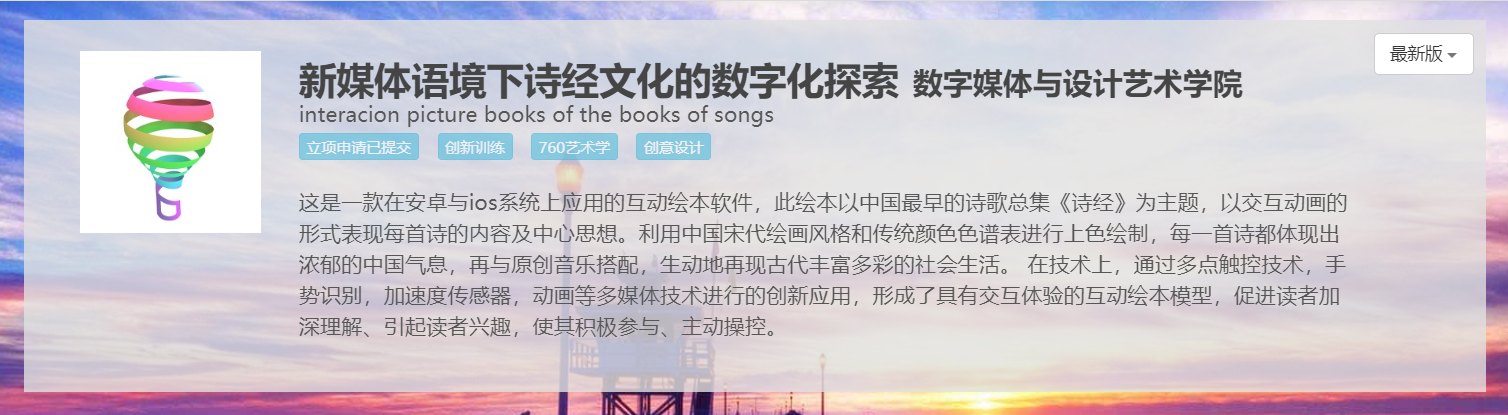 最新版
新媒体语境下诗经文化的数字化探索 数字媒体与设计艺术学院
interacion picture books of the books of songs
立项申请已提交 创新训练 760艺术学 创意设计
这是一款在安卓与ios系统上应用的互动绘本软件，此绘本以中国最早的诗歌总集《诗经》为主题，以交互动画的
形式表现每首诗的内容及中心思想。利用中国宋代绘画风格和传统颜色色谱表进行上色绘制，每一首诗都体现出
浓郁的中国气息，再与原创音乐搭配，生动地再现古代丰富多彩的社会生活。 在技术上，通过多点触控技术，手
势识别，加速度传感器，动画等多媒体技术进行的创新应用，形成了具有交互体验的互动绘本模型，促进读者加
深理解、引起读者兴趣，使其积极参与、主动操控。